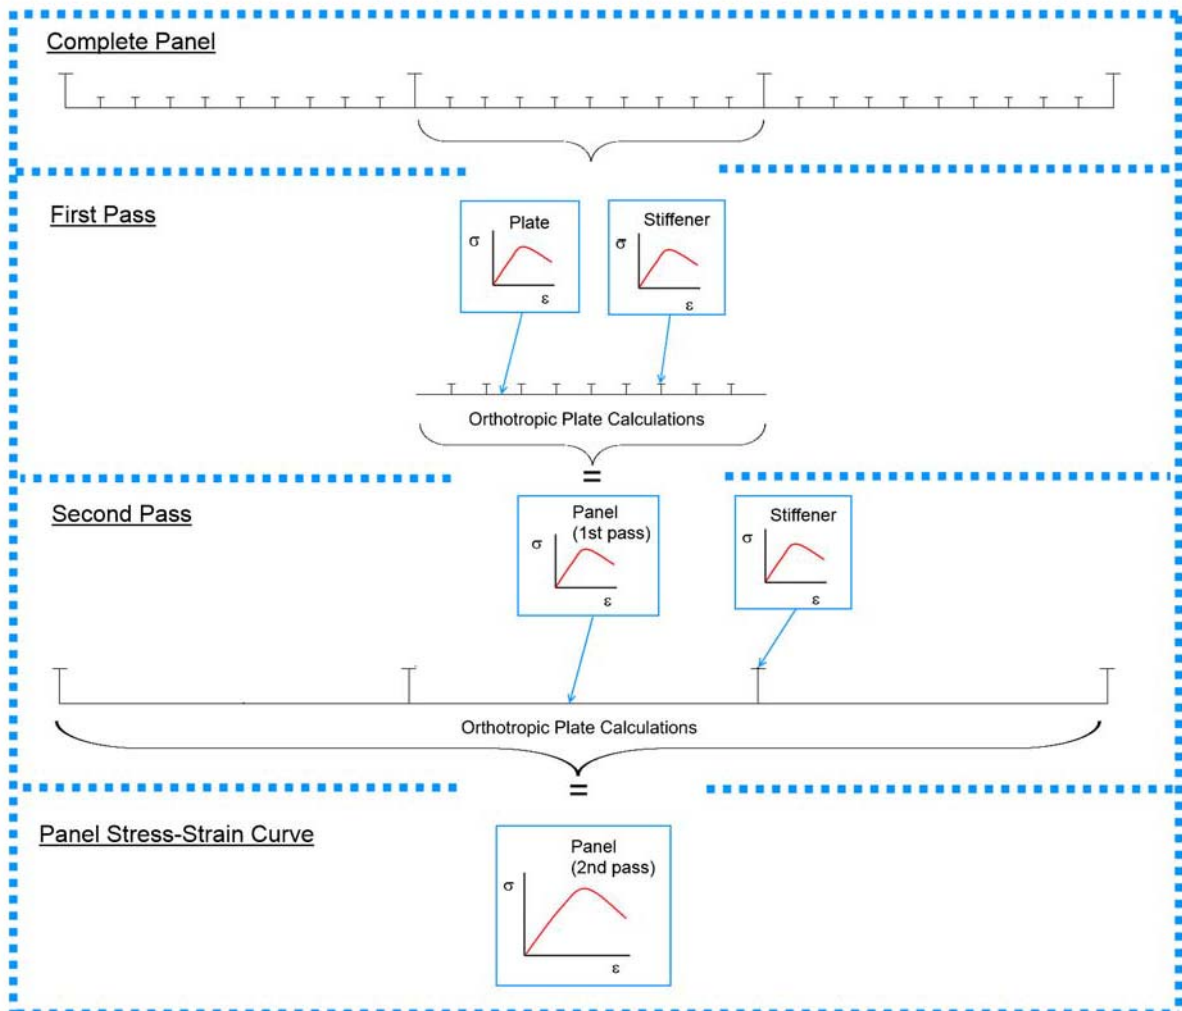 Complete Panel
First Pass
Plate
σ
ε
Stiffener
σ
ε
Orthotropic Plate Calculations
=
Second Pass
Panel
(1st pass)
σ
ε
Stiffener
σ
ε
Orthotropic Plate Calculations
=
Panel Stress-Strain Curve
Panel
(2nd pass)
σ
ε